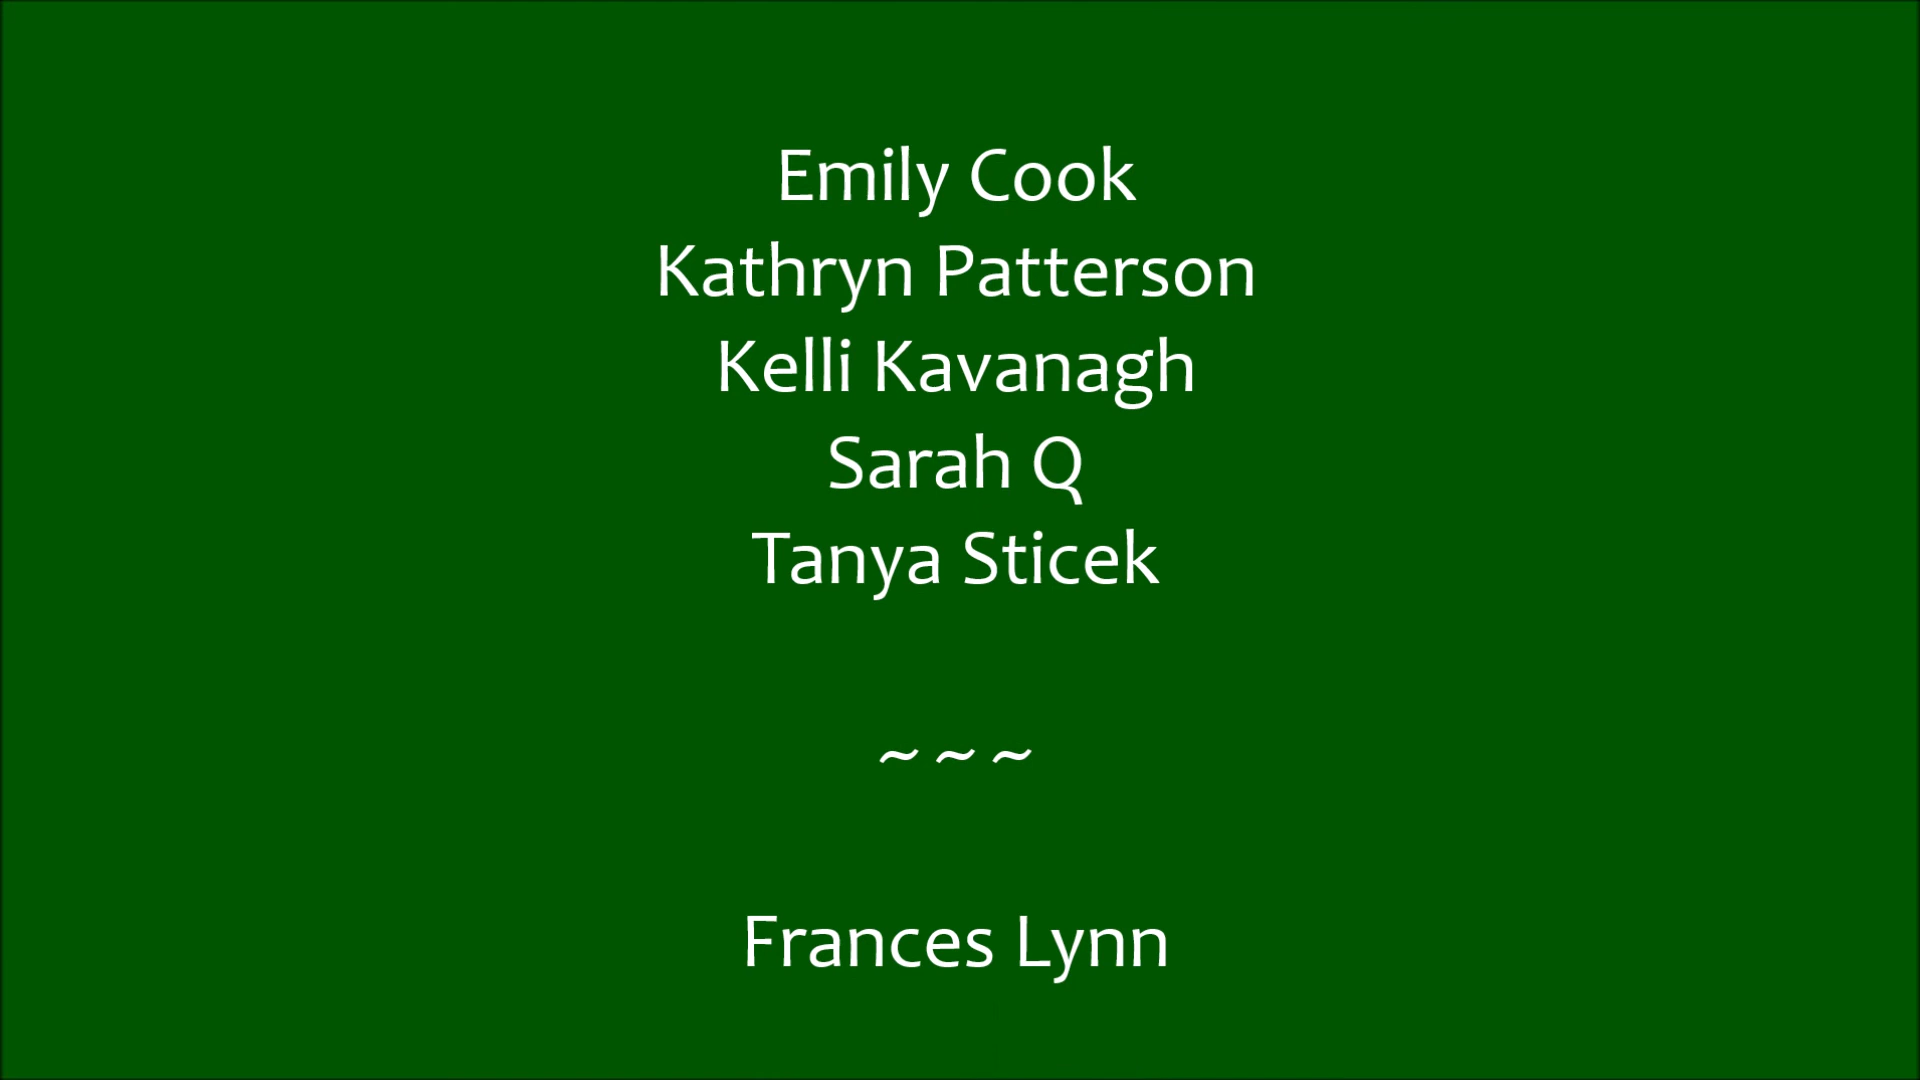 Emily Cook
Kathryn Patterson
Kelli Kavanagh
Sarah Q
Tanya Sticek
~ ~ ~
Frances Lynn